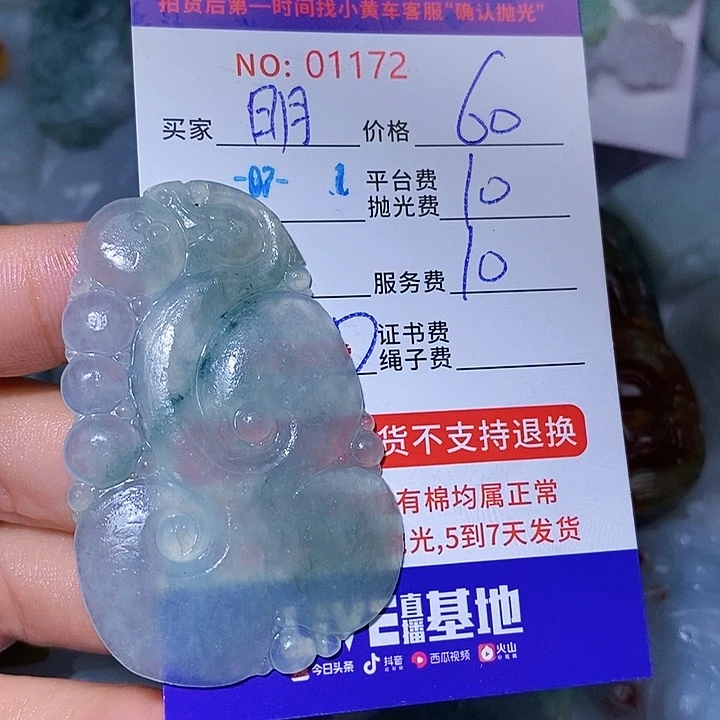 拍货后第一时间找小黄车客服“确认抛光”
NO: 01172
买家 明 价格 60
-07- 1 平台费
抛光费 10
服务费 10
证书费
绳子费
货不支持退换
有棉均属正常
光,5到7天发货
直播基地
今日头条 抖音 西瓜视频 火山